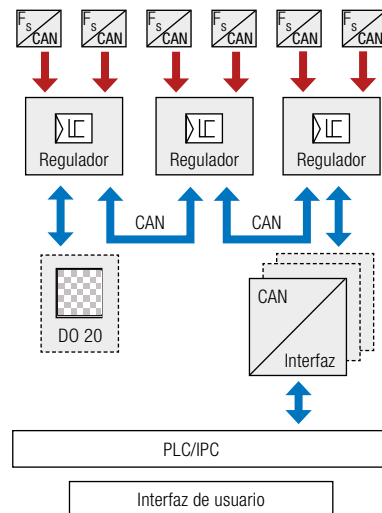 Fs CAN Fs CAN Fs CAN Fs CAN Fs CAN Fs CAN
Regulador Regulador Regulador
CAN CAN
CAN
DO 20
Interfaz
PLC/IPC
Interfaz de usuario